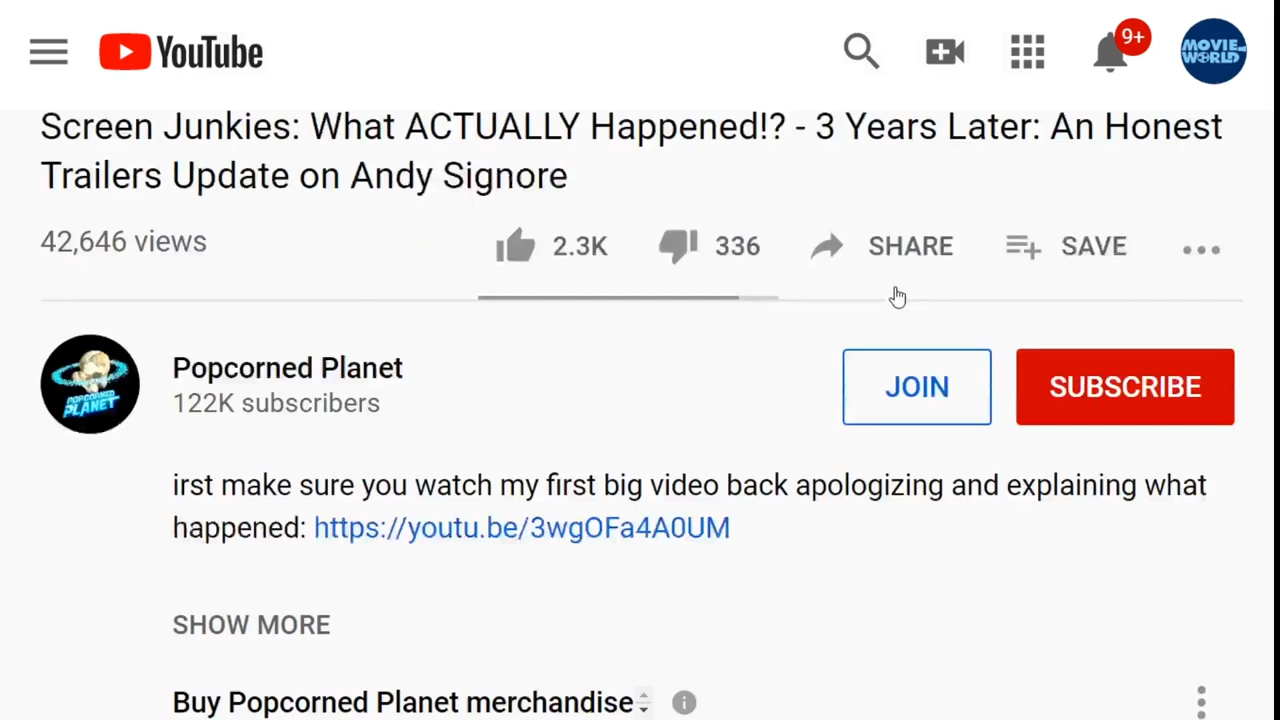 YouTube
9+
MOVIE-
WORLD
Screen Junkies: What ACTUALLY Happened!? - 3 Years Later: An Honest
Trailers Update on Andy Signore
42,646 views
2.3K
336
SHARE
SAVE
POPCORNED
PLANET
Popcorned Planet
122K subscribers
JOIN
SUBSCRIBE
irst make sure you watch my first big video back apologizing and explaining what
happened: https://youtu.be/3wgOFa4A0UM
SHOW MORE
Buy Popcorned Planet merchandise